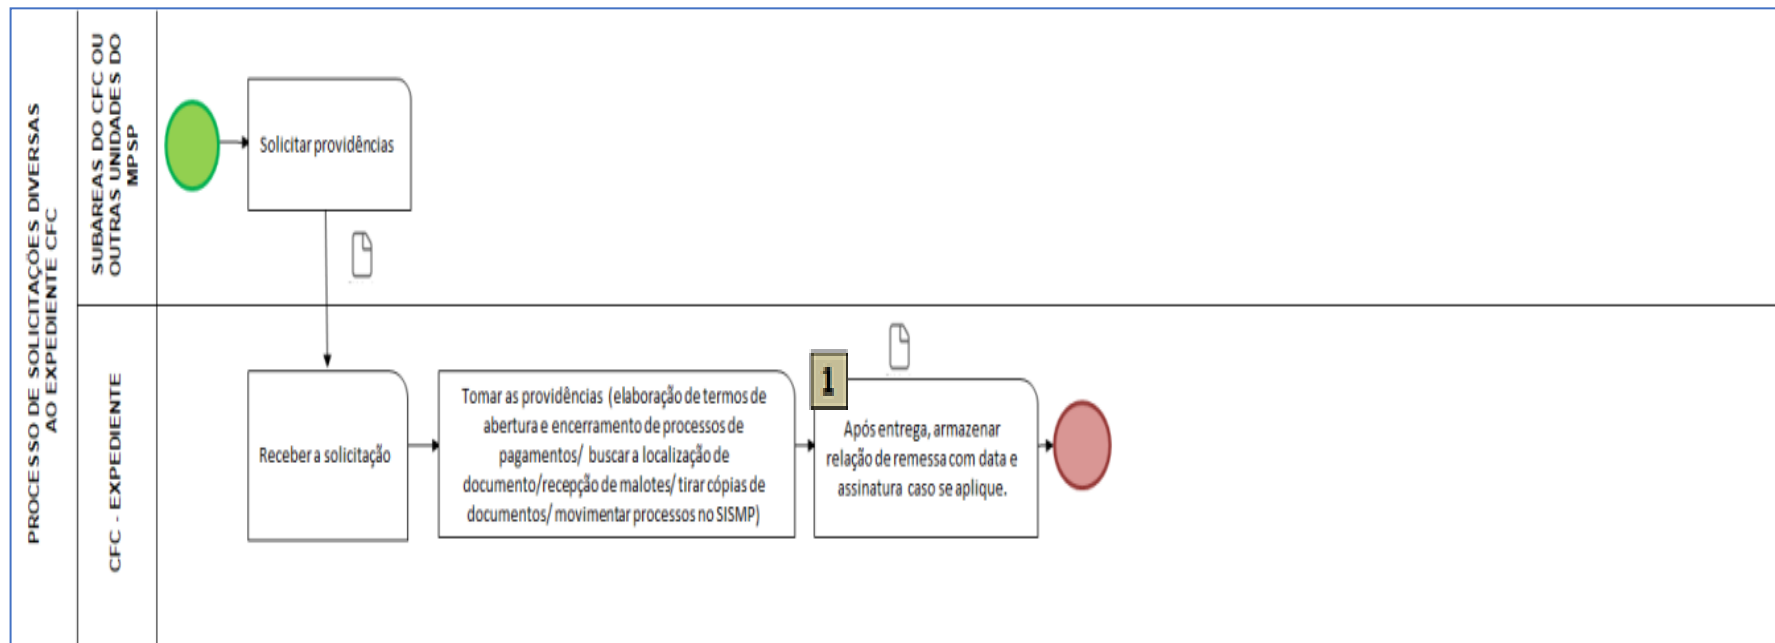 PROCESSO DE SOLICITAÇÕES DIVERSAS
AO EXPEDIENTE CFC
SUBÁREAS DO CFC OU
OUTRAS UNIDADES DO
MPSP
Solicitar providências
CFC - EXPEDIENTE
Receber a solicitação
Tomar as providências (elaboração de termos de
abertura e encerramento de processos de
pagamentos/ buscar a localização de
documento/recepção de malotes/ tirar cópias de
documentos/ movimentar processos no SISMP)
1
Após entrega, armazenar
relação de remessa com data e
assinatura caso se aplique.